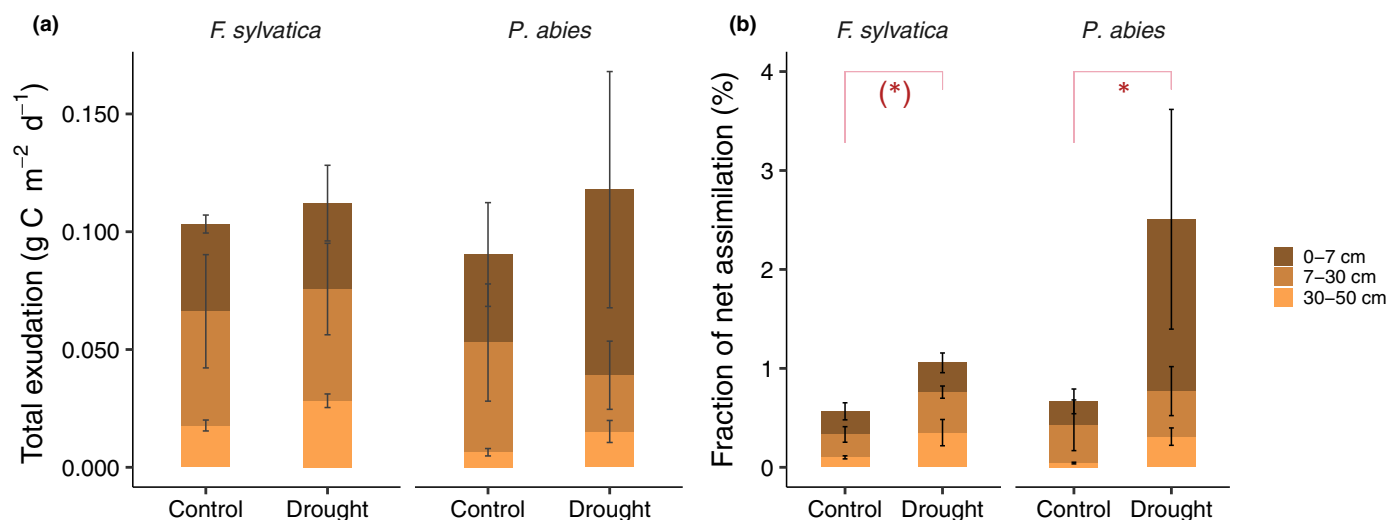 (a)
F. sylvatica
P. abies
Total exudation (g C m⁻² d⁻¹)
0.150
0.100
0.050
0.000
Control
Drought
Control
Drought
(b)
F. sylvatica
P. abies
Fraction of net assimilation (%)
4
3
2
1
0
(*)
*
Control
Drought
Control
Drought
0–7 cm
7–30 cm
30–50 cm